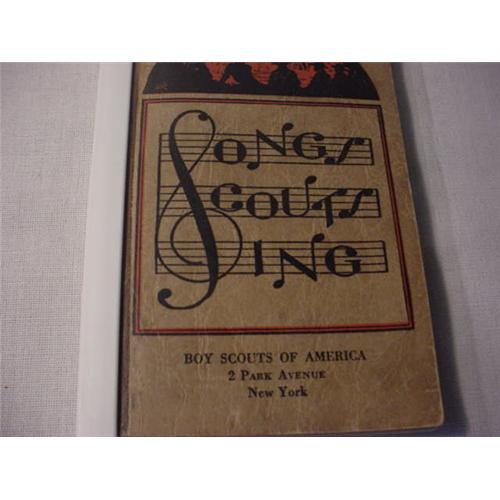 SONGS
SCOUTS
SING
BOY SCOUTS OF AMERICA
2 PARK AVENUE
New York